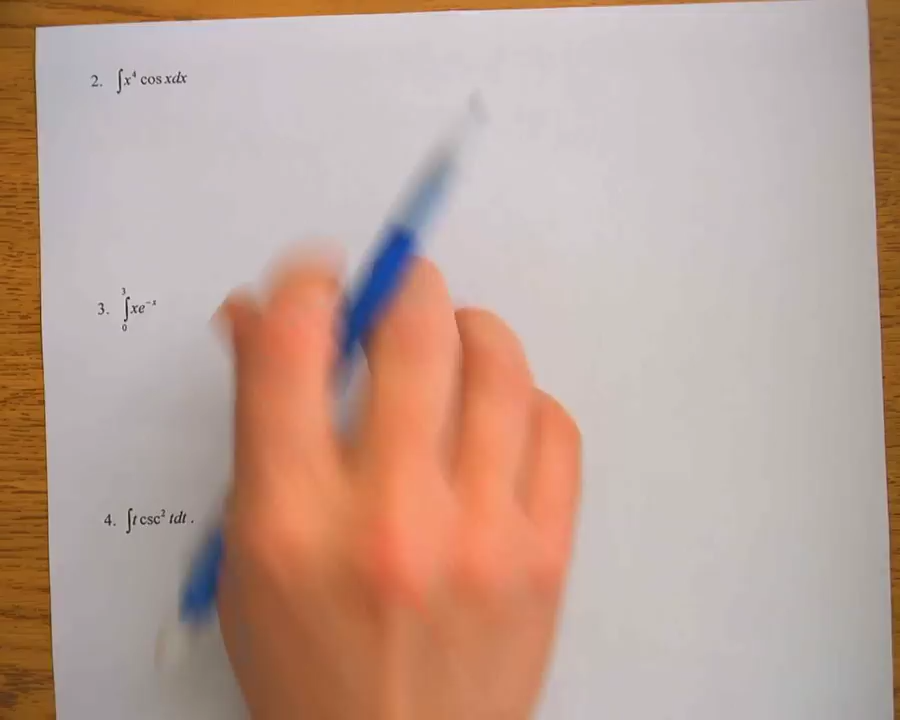 2. ∫x⁴ cos xdx
3. ∫₀³ xe⁻ˣ
4. ∫t csc² tdt .